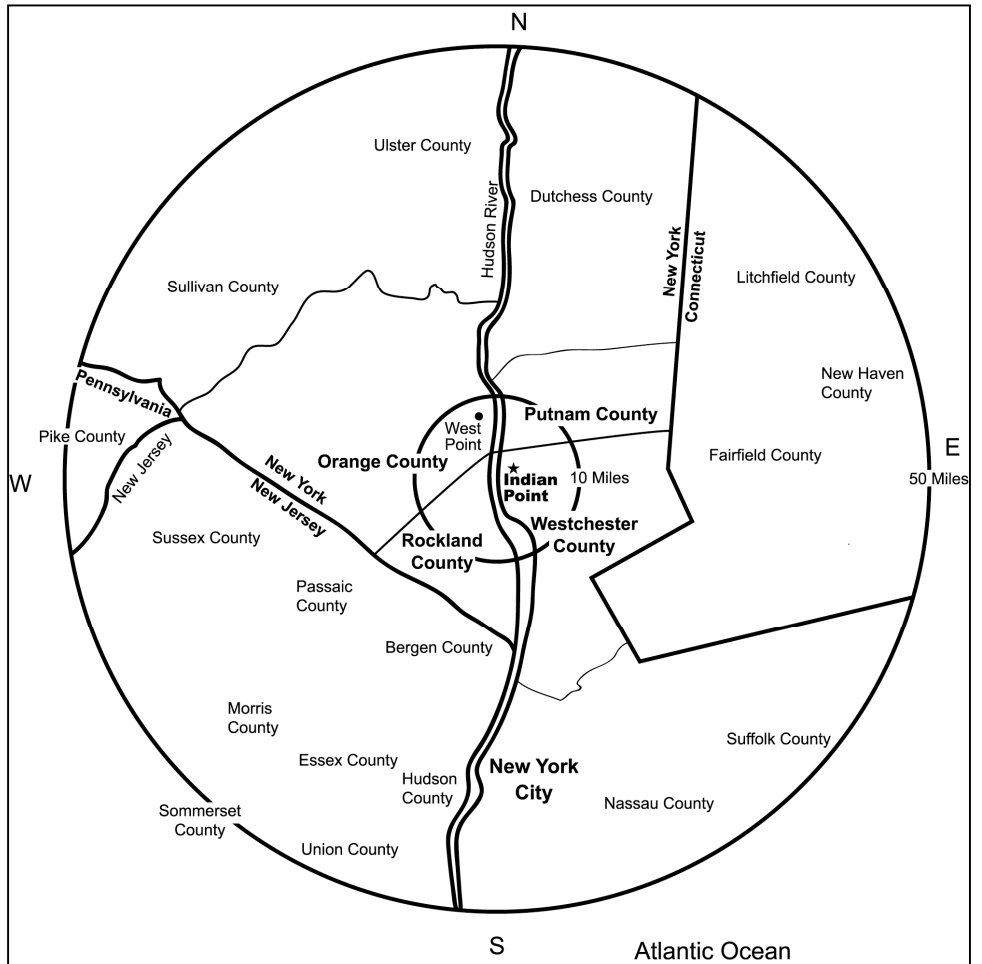 N
Ulster County
Dutchess County
Hudson River
New York
Connecticut
Litchfield County
Sullivan County
Pennsylvania
New Haven
County
Putnam County
West
Point
Pike County
New Jersey
Orange County
New York
New Jersey
Fairfield County
E
W
Indian
Point
10 Miles
50 Miles
Westchester
County
Rockland
County
Sussex County
Passaic
County
Bergen County
Morris
County
Suffolk County
Essex County
Hudson
County
New York
City
Nassau County
Sommerset
County
Union County
S
Atlantic Ocean